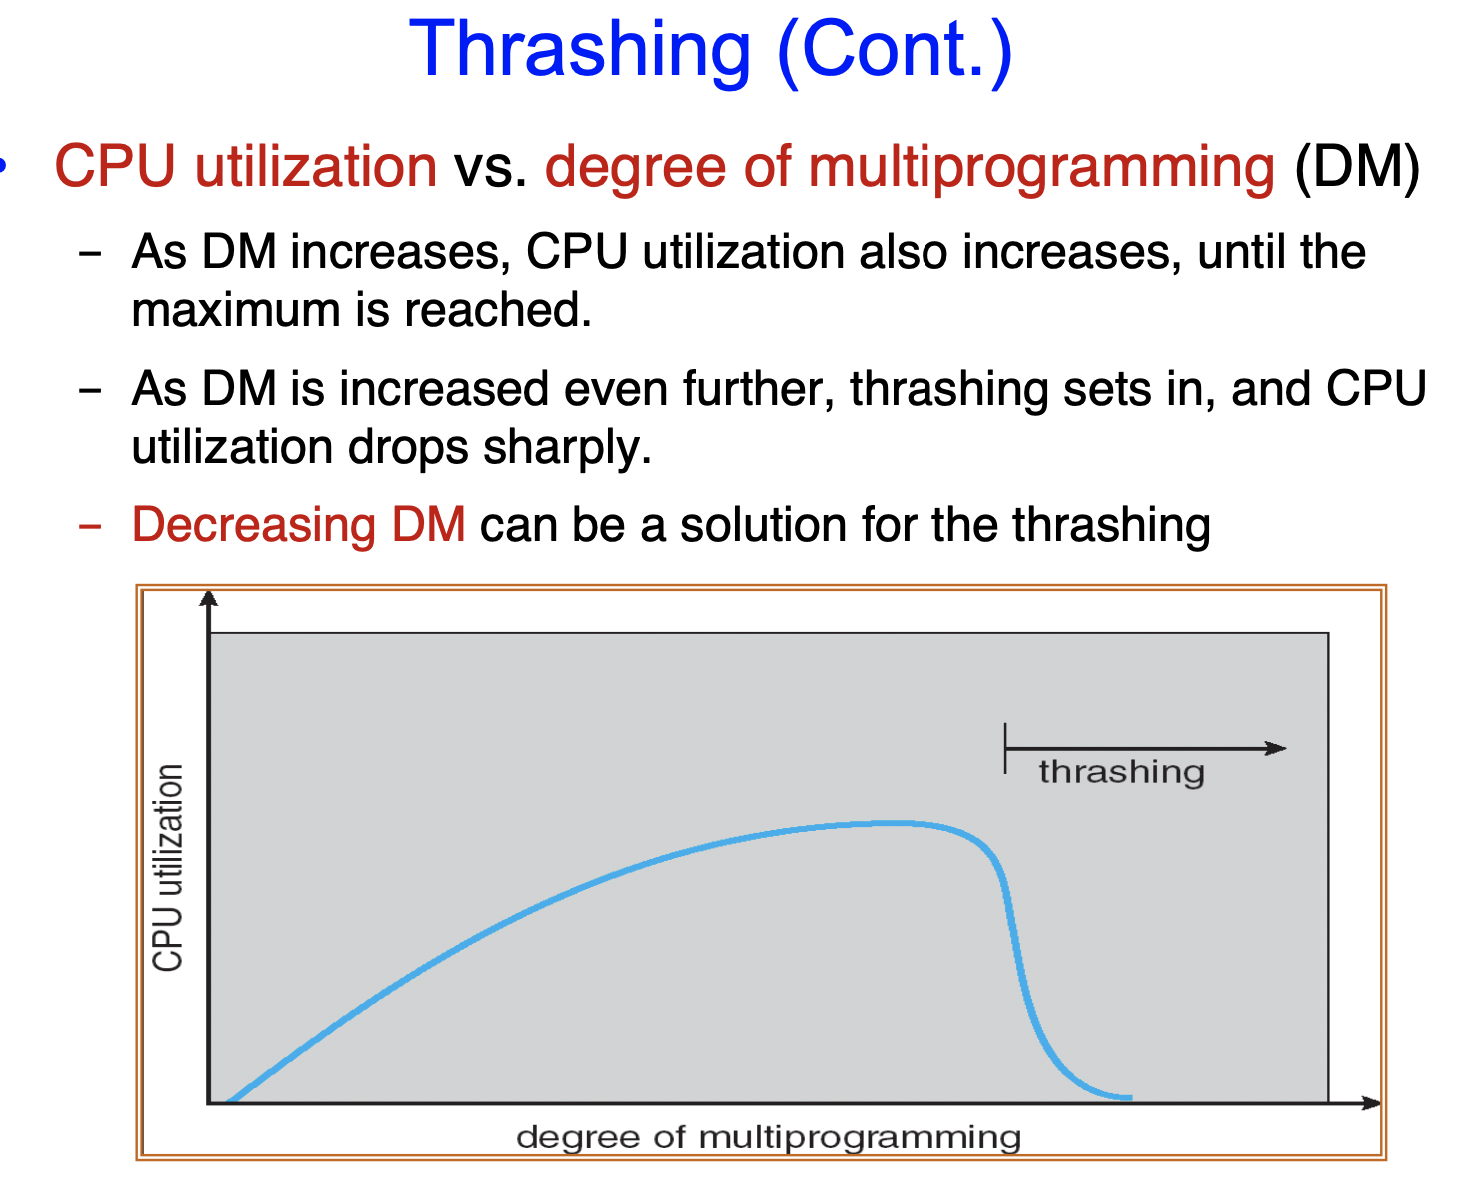 Thrashing (Cont.)
• CPU utilization vs. degree of multiprogramming (DM)
– As DM increases, CPU utilization also increases, until the
maximum is reached.
– As DM is increased even further, thrashing sets in, and CPU
utilization drops sharply.
– Decreasing DM can be a solution for the thrashing
thrashing
CPU utilization
degree of multiprogramming